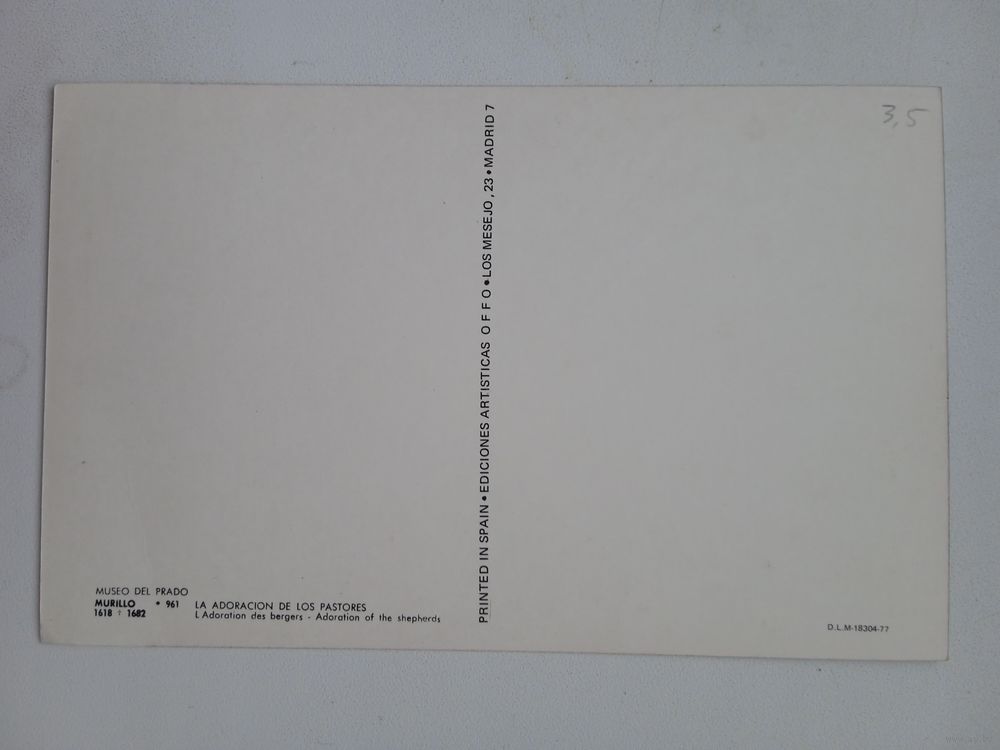 3,5
PRINTED IN SPAIN • EDICIONES ARTISTICAS OFFO • LOS MESEJO, 23 • MADRID 7
MUSEO DEL PRADO
MURILLO • 961 LA ADORACION DE LOS PASTORES
1618 † 1682 L Adoration des bergers - Adoration of the shepherds
D.L.M-18304-77